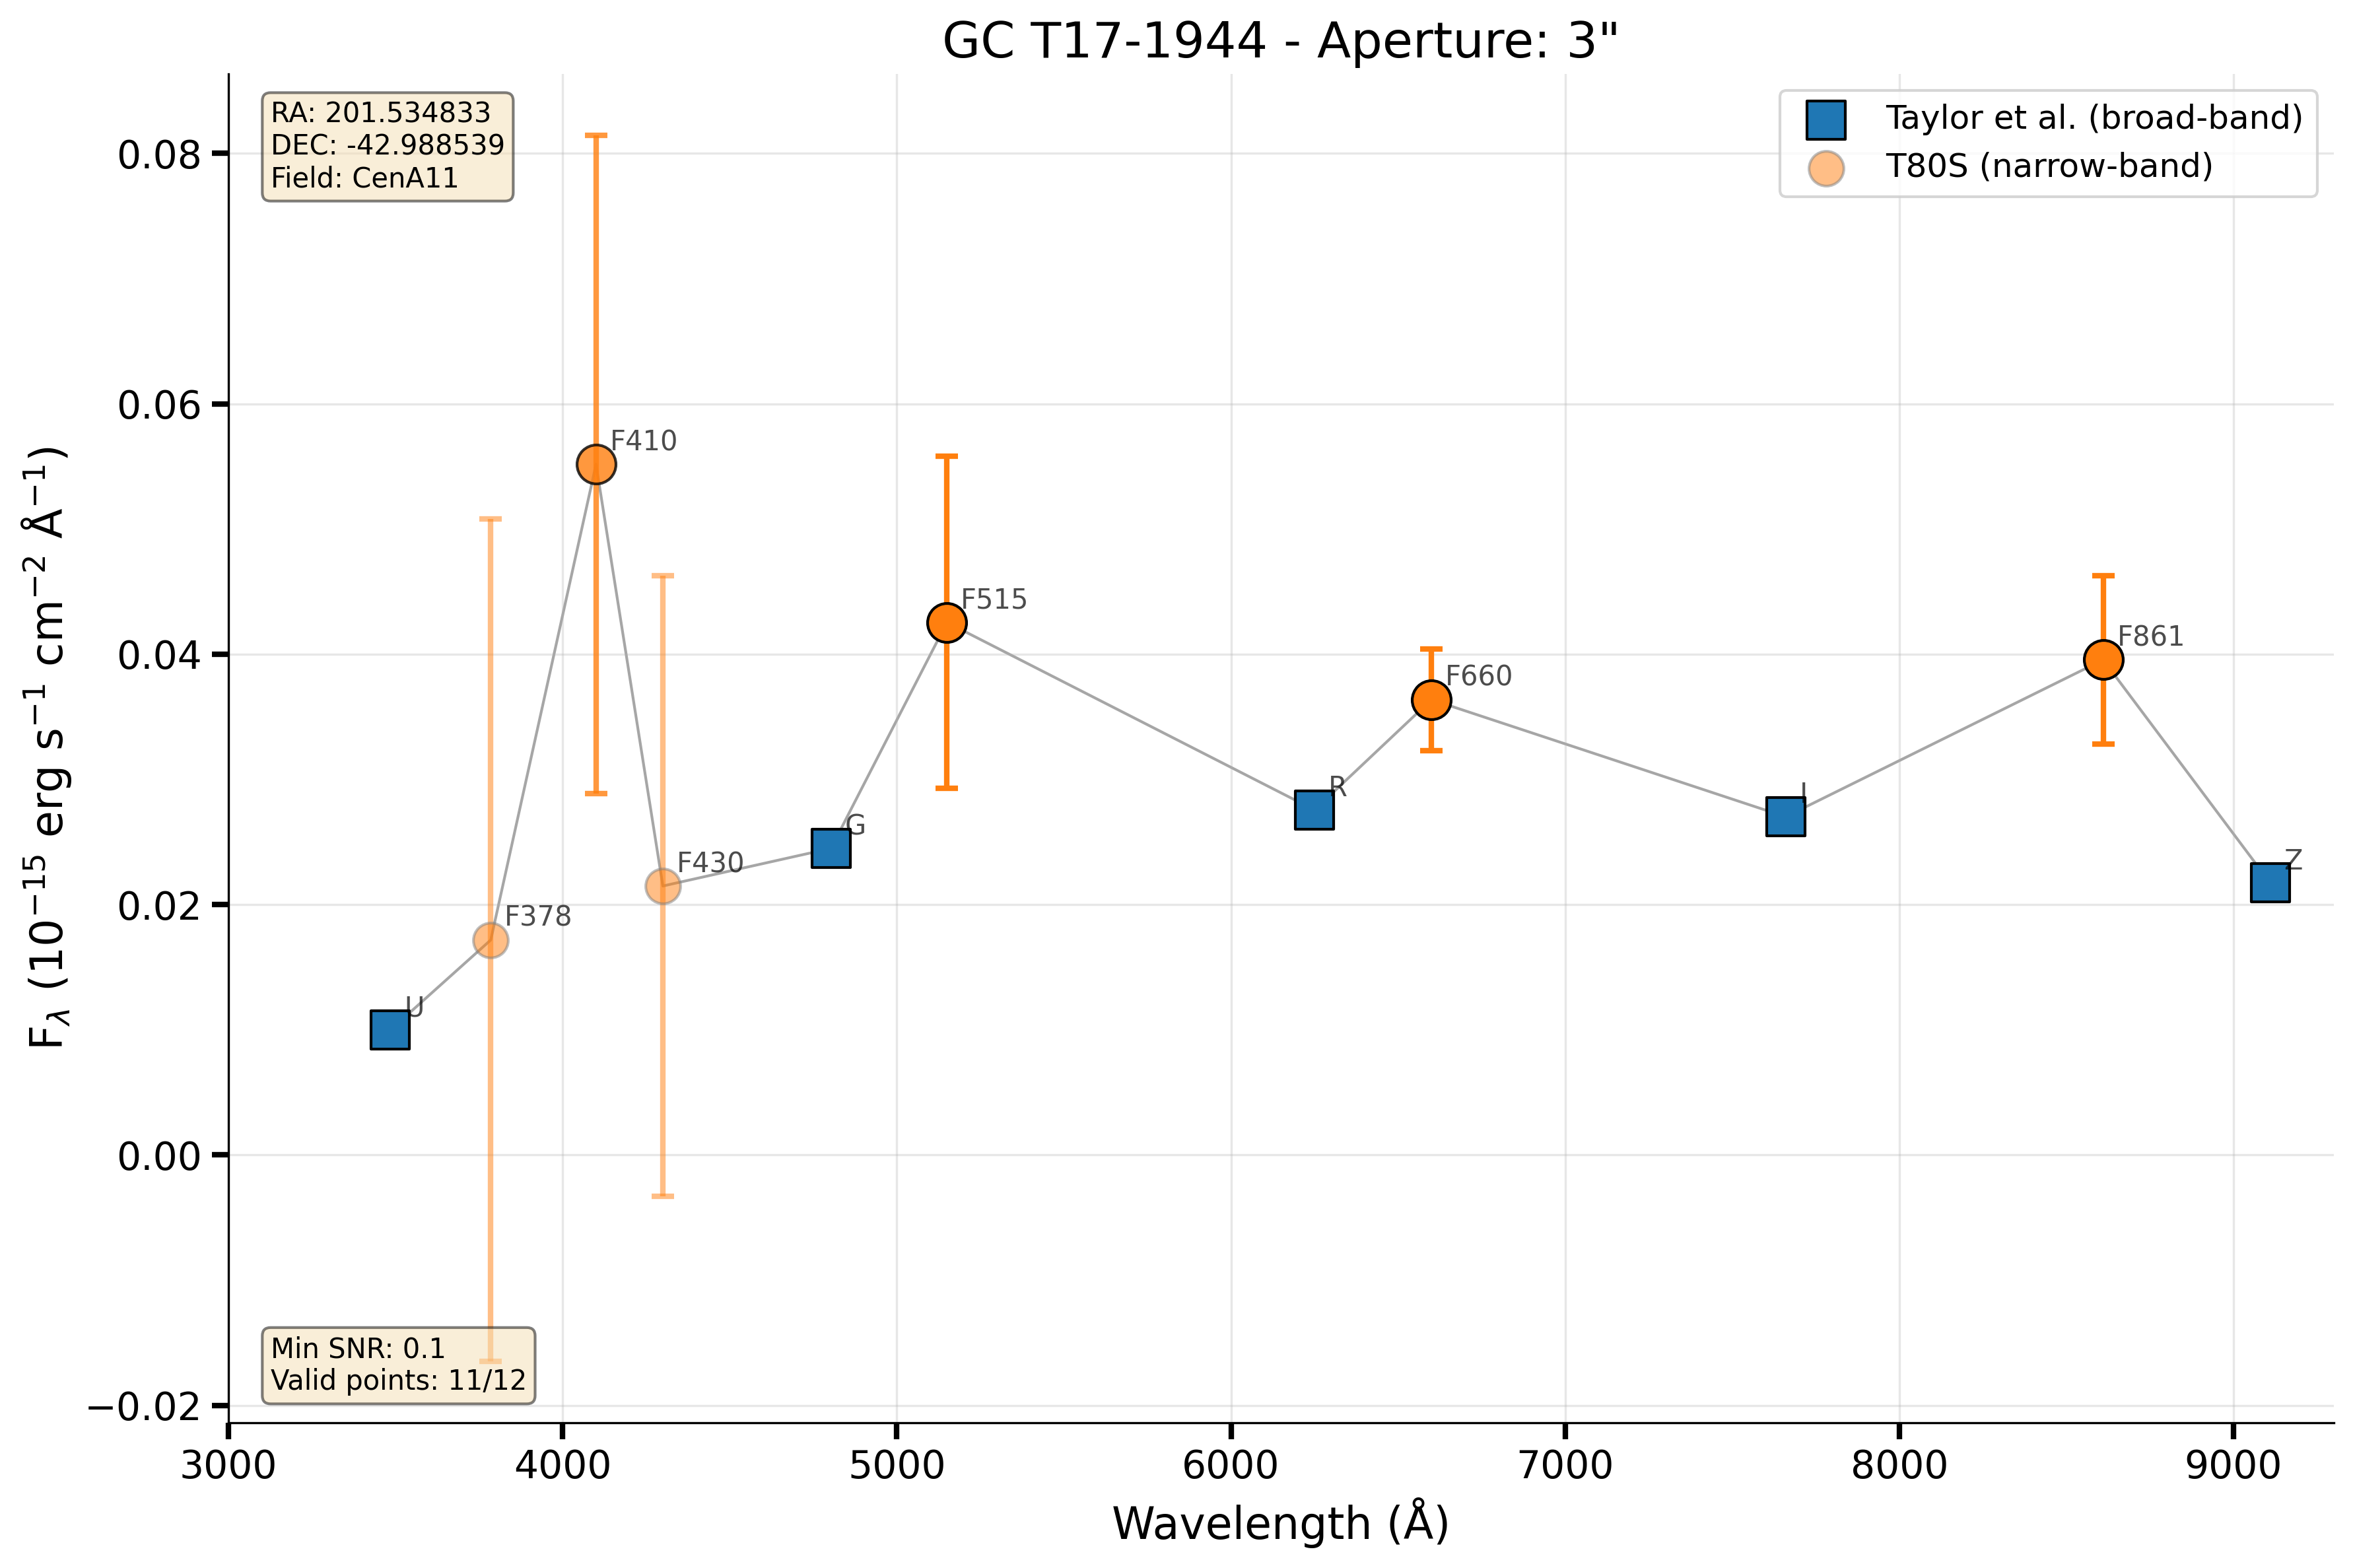 GC T17-1944 - Aperture: 3"
RA: 201.534833
DEC: -42.988539
Field: CenA11
Taylor et al. (broad-band)
T80S (narrow-band)
0.08
0.06
0.04
0.02
0.00
−0.02
F_λ (10⁻¹⁵ erg s⁻¹ cm⁻² Å⁻¹)
F410
F515
F861
F660
R
I
G
F430
Z
F378
U
Min SNR: 0.1
Valid points: 11/12
3000 4000 5000 6000 7000 8000 9000
Wavelength (Å)